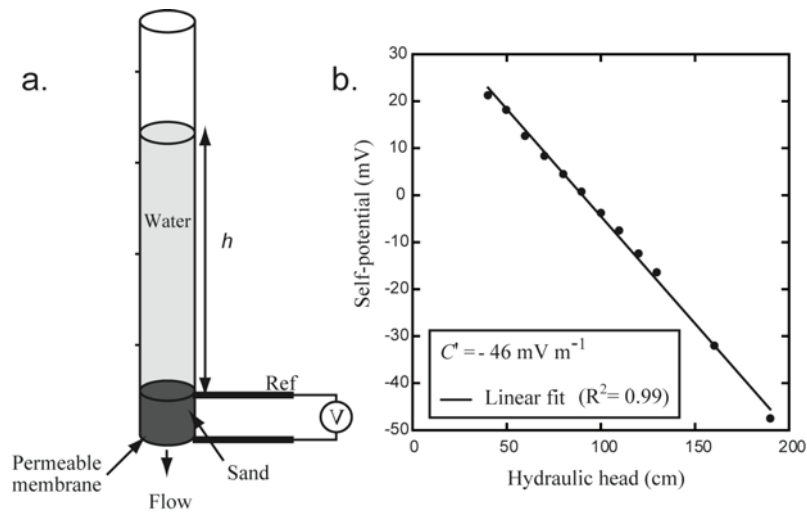 a.
Water
h
Ref
V
Sand
Permeable
membrane
Flow
b.
Self-potential (mV)
30
20
10
0
-10
-20
-30
-40
-50
0
50
100
150
200
Hydraulic head (cm)
C' = - 46 mV m⁻¹
Linear fit (R²= 0.99)